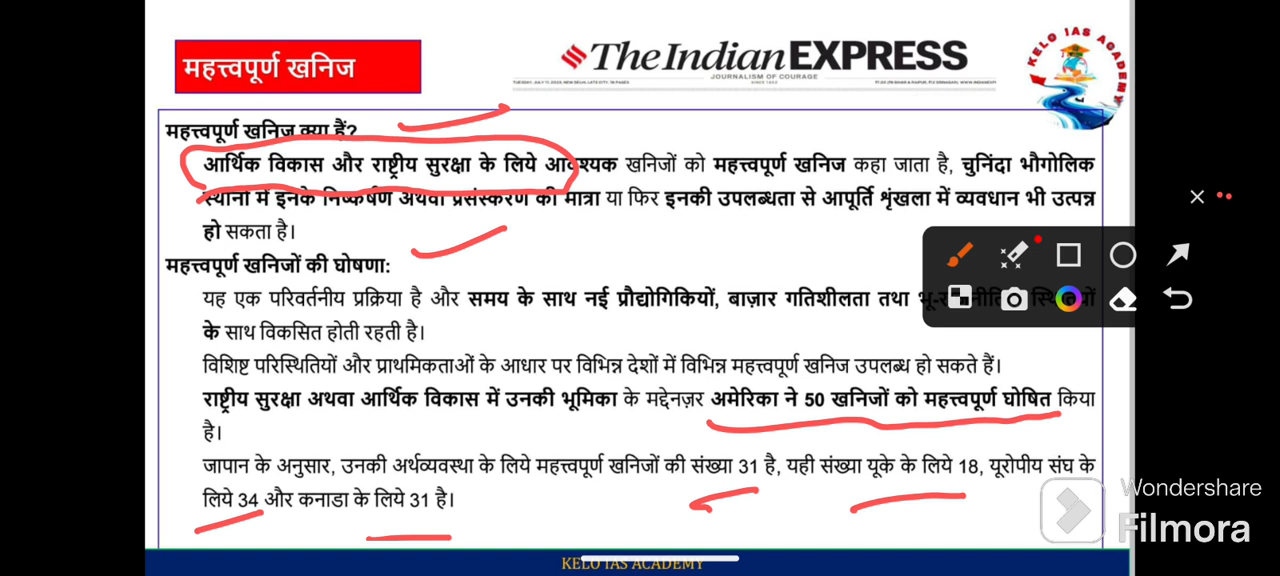 महत्त्वपूर्ण खनिज
The Indian EXPRESS
JOURNALISM OF COURAGE
KELO IAS ACADEMY
महत्त्वपूर्ण खनिज क्या हैं?
आर्थिक विकास और राष्ट्रीय सुरक्षा के लिये आवश्यक खनिजों को महत्त्वपूर्ण खनिज कहा जाता है, चुनिंदा भौगोलिक
स्थानों में इनके निष्कर्षण अथवा प्रसंस्करण की मात्रा या फिर इनकी उपलब्धता से आपूर्ति शृंखला में व्यवधान भी उत्पन्न
हो सकता है।
महत्त्वपूर्ण खनिजों की घोषणा:
यह एक परिवर्तनीय प्रक्रिया है और समय के साथ नई प्रौद्योगिकियों, बाज़ार गतिशीलता तथा
के साथ विकसित होती रहती है।
विशिष्ट परिस्थितियों और प्राथमिकताओं के आधार पर विभिन्न देशों में विभिन्न महत्त्वपूर्ण खनिज उपलब्ध हो सकते हैं।
राष्ट्रीय सुरक्षा अथवा आर्थिक विकास में उनकी भूमिका के मद्देनज़र अमेरिका ने 50 खनिजों को महत्त्वपूर्ण घोषित किया
है।
जापान के अनुसार, उनकी अर्थव्यवस्था के लिये महत्त्वपूर्ण खनिजों की संख्या 31 है, यही संख्या यूके के लिये 18, यूरोपीय संघ के
लिये 34 और कनाडा के लिये 31 है।
Wondershare
Filmora
KELO IAS ACADEMY